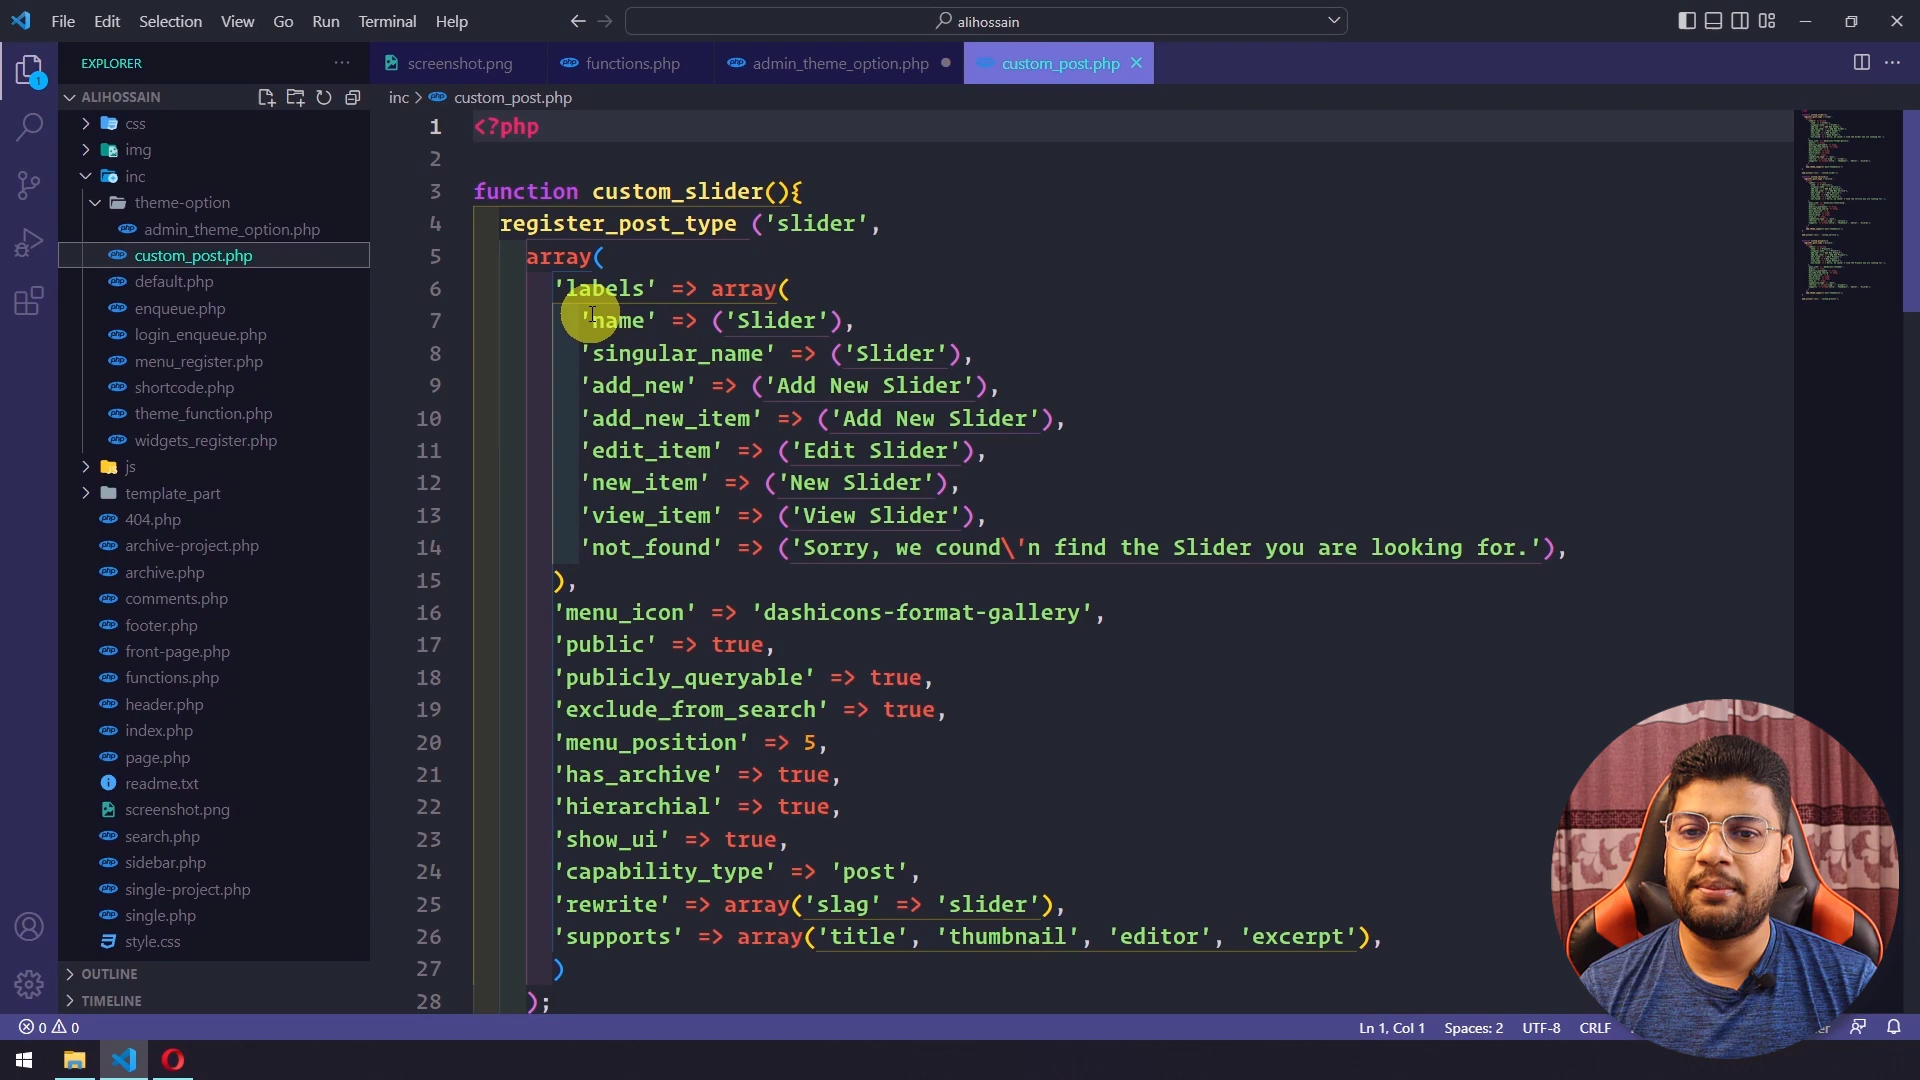 File Edit Selection View Go Run Terminal Help
alihossain
EXPLORER
screenshot.png
functions.php
admin_theme_option.php
custom_post.php
ALIHOSSAIN
inc > custom_post.php
css
img
inc
theme-option
admin_theme_option.php
custom_post.php
default.php
enqueue.php
login_enqueue.php
menu_register.php
shortcode.php
theme_function.php
widgets_register.php
js
template_part
404.php
archive-project.php
archive.php
comments.php
footer.php
front-page.php
functions.php
header.php
index.php
page.php
readme.txt
screenshot.png
search.php
sidebar.php
single-project.php
single.php
style.css
OUTLINE
TIMELINE
1 <?php
2
3 function custom_slider(){
4 register_post_type ('slider',
5 array(
6 'labels' => array(
7 'name' => ('Slider'),
8 'singular_name' => ('Slider'),
9 'add_new' => ('Add New Slider'),
10 'add_new_item' => ('Add New Slider'),
11 'edit_item' => ('Edit Slider'),
12 'new_item' => ('New Slider'),
13 'view_item' => ('View Slider'),
14 'not_found' => ('Sorry, we cound\'n find the Slider you are looking for.'),
15 ),
16 'menu_icon' => 'dashicons-format-gallery',
17 'public' => true,
18 'publicly_queryable' => true,
19 'exclude_from_search' => true,
20 'menu_position' => 5,
21 'has_archive' => true,
22 'hierarchial' => true,
23 'show_ui' => true,
24 'capability_type' => 'post',
25 'rewrite' => array('slag' => 'slider'),
26 'supports' => array('title', 'thumbnail', 'editor', 'excerpt'),
27 )
28 );
0 0
Ln 1, Col 1 Spaces: 2 UTF-8 CRLF
1